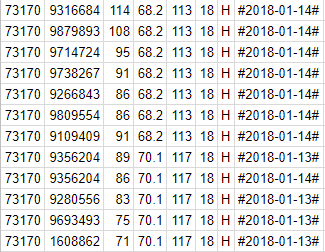 73170 9316684 114 68.2 113 18 H #2018-01-14#
73170 9879893 108 68.2 113 18 H #2018-01-14#
73170 9714724 95 68.2 113 18 H #2018-01-14#
73170 9738267 91 68.2 113 18 H #2018-01-14#
73170 9266843 86 68.2 113 18 H #2018-01-14#
73170 9809554 86 68.2 113 18 H #2018-01-14#
73170 9109409 91 68.2 113 18 H #2018-01-14#
73170 9356204 89 70.1 117 18 H #2018-01-13#
73170 9356204 86 70.1 117 18 H #2018-01-13#
73170 9280556 83 70.1 117 18 H #2018-01-13#
73170 9693493 75 70.1 117 18 H #2018-01-13#
73170 1608862 71 70.1 117 18 H #2018-01-13#